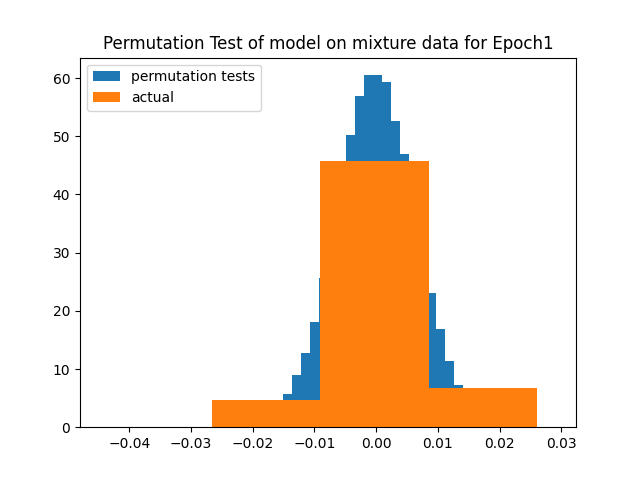 Permutation Test of model on mixture data for Epoch1
permutation tests
actual
60
50
40
30
20
10
0
−0.04 −0.03 −0.02 −0.01 0.00 0.01 0.02 0.03